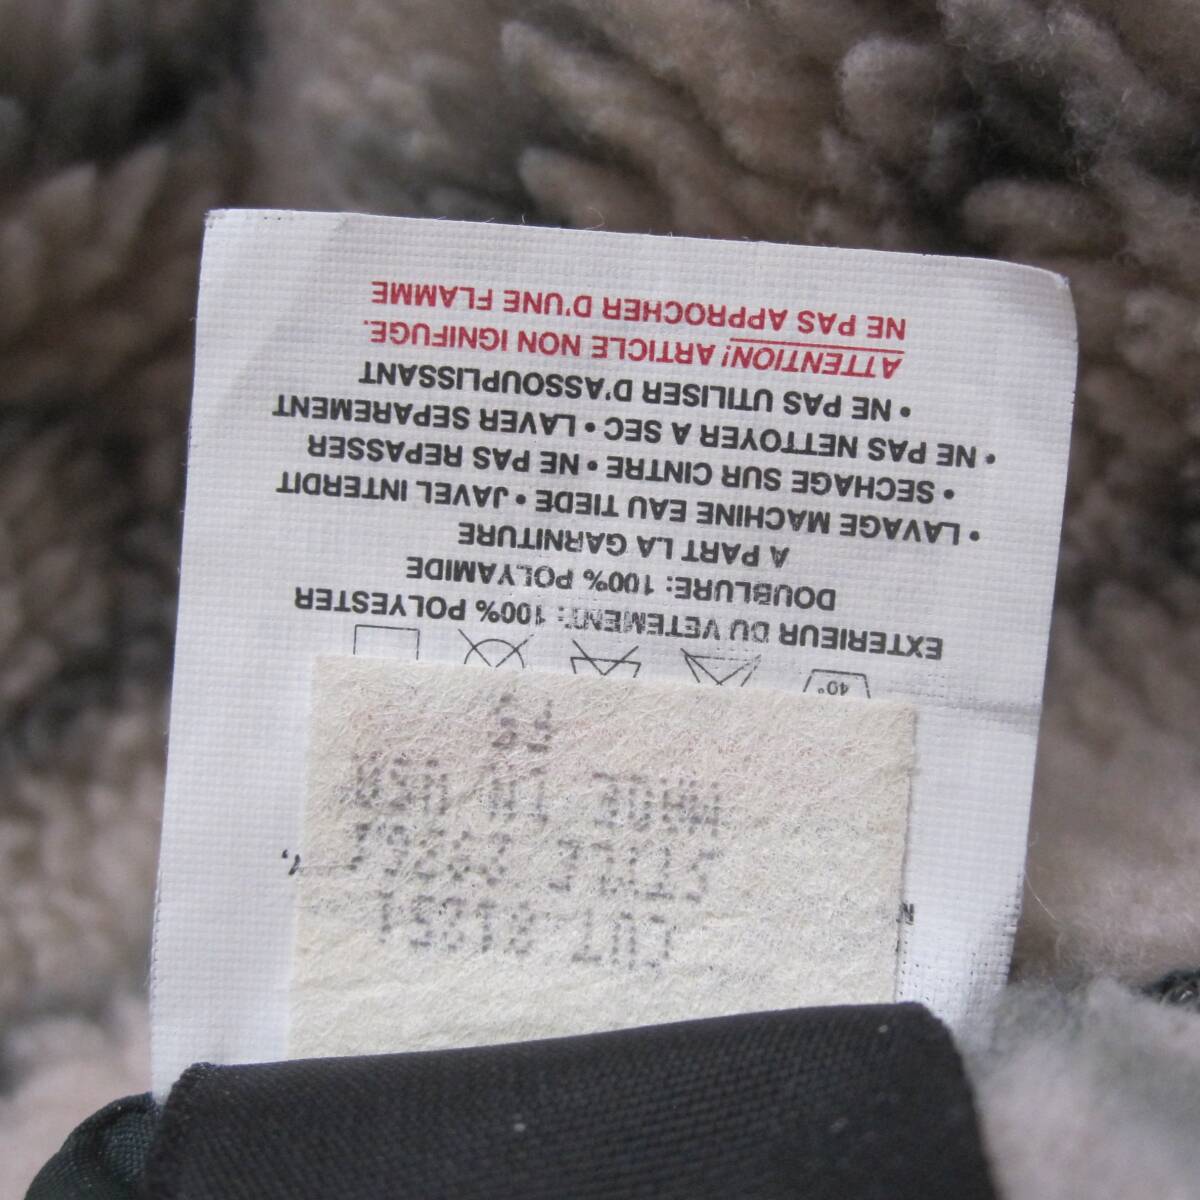 CUT
STYLE
MADE IN USA
40°
EXTERIEUR DU VETEMENT: 100% POLYESTER
DOUBLURE: 100% POLYAMIDE
A PART LA GARNITURE
• LAVAGE MACHINE EAU TIEDE • JAVEL INTERDIT
• SECHAGE SUR CINTRE • NE PAS REPASSER
• NE PAS NETTOYER A SEC • LAVER SEPAREMENT
• NE PAS UTILISER D'ASSOUPLISSANT
ATTENTION! ARTICLE NON IGNIFUGE.
NE PAS APPROCHER D'UNE FLAMME